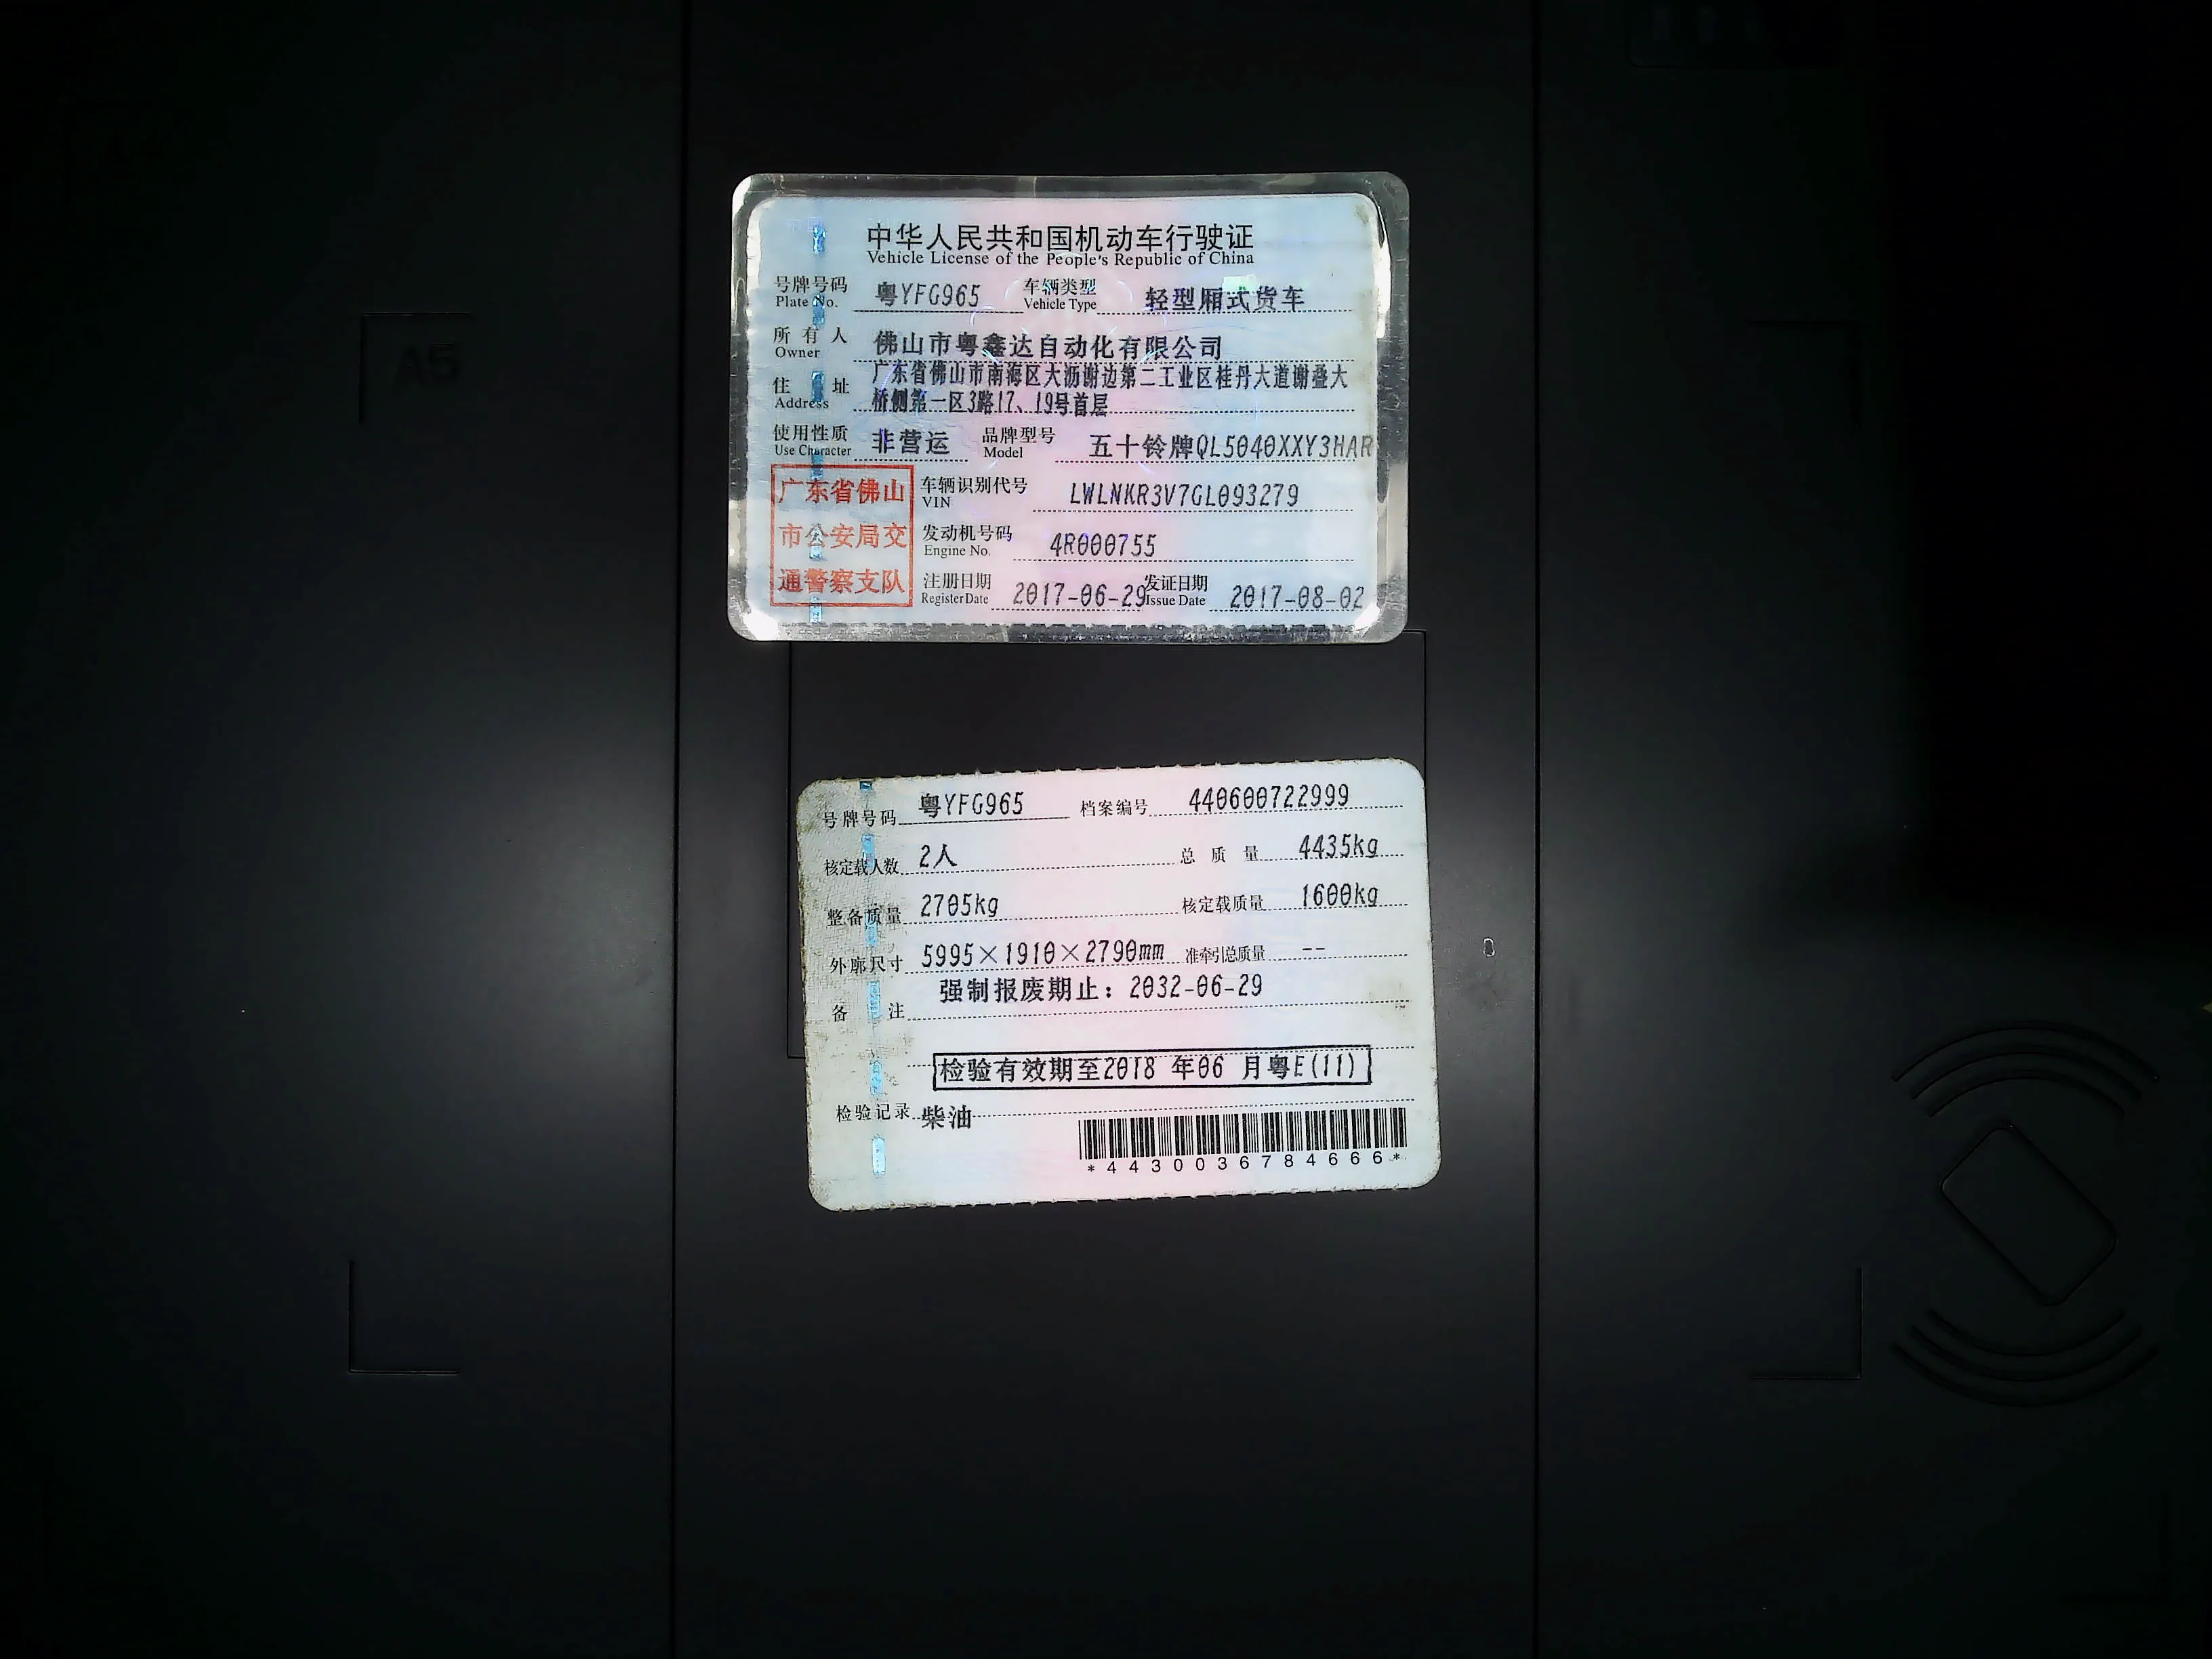 中华人民共和国机动车行驶证
Vehicle License of the People's Republic of China
号牌号码 粤YFG965 车辆类型 轻型厢式货车
Plate No. Vehicle Type
所有人 佛山市粤鑫达自动化有限公司
Owner
住址 广东省佛山市南海区大沥谢边第二工业区桂丹大道谢叠大
Address 桥侧第一区3路17、19号首层
使用性质 非营运 品牌型号 五十铃牌QL5040XXY3HAR
Use Character Model
广东省佛山
市公安局交
通警察支队
车辆识别代号 LWLNKR3V7GL093279
VIN
发动机号码 4R000755
Engine No.
注册日期 2017-06-29 发证日期 2017-08-02
Register Date Issue Date
号牌号码 粤YFG965 档案编号 440600722999
核定载人数 2人 总质量 4435kg
整备质量 2705kg 核定载质量 1600kg
外廓尺寸 5995×1910×2790mm 准牵引总质量 --
备注 强制报废期止：2032-06-29
检验有效期至2018 年06 月粤E(11)
检验记录 柴油
*4430036784666*
A5